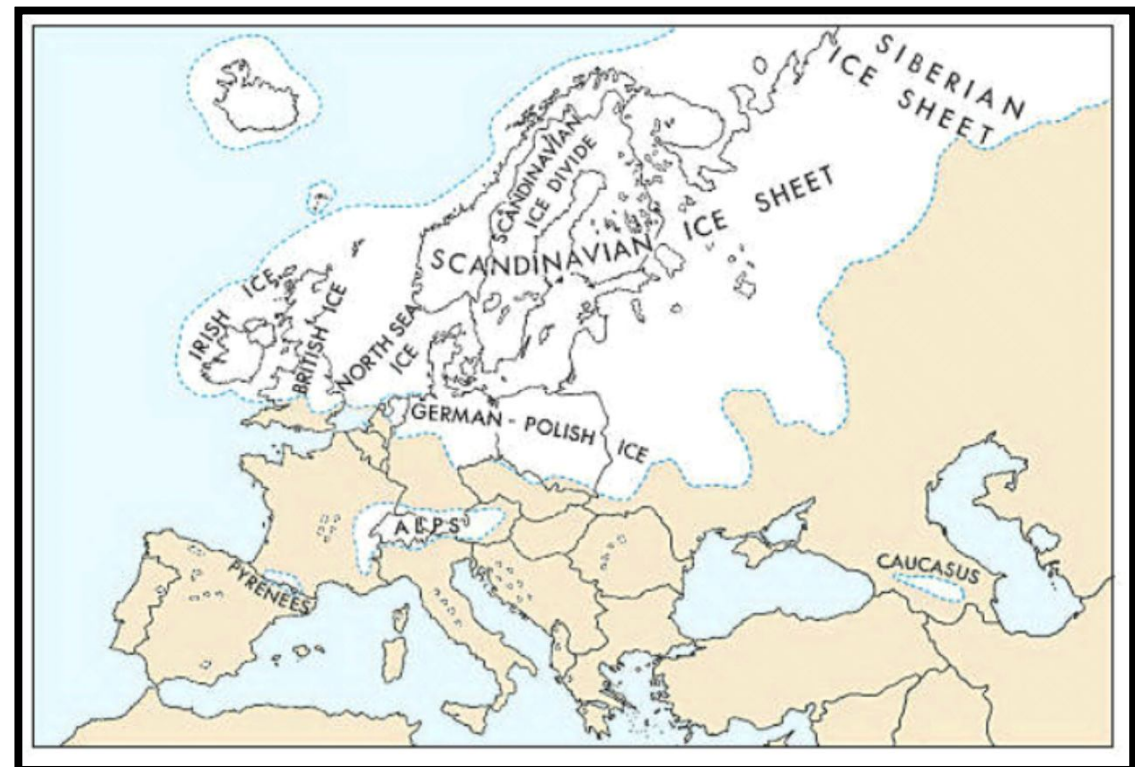 SIBERIAN
ICE SHEET
SCANDINAVIAN
ICE DIVIDE
SCANDINAVIAN ICE SHEET
IRISH ICE
BRITISH ICE
NORTH SEA
ICE
GERMAN - POLISH ICE
ALPS
PYRENEES
CAUCASUS